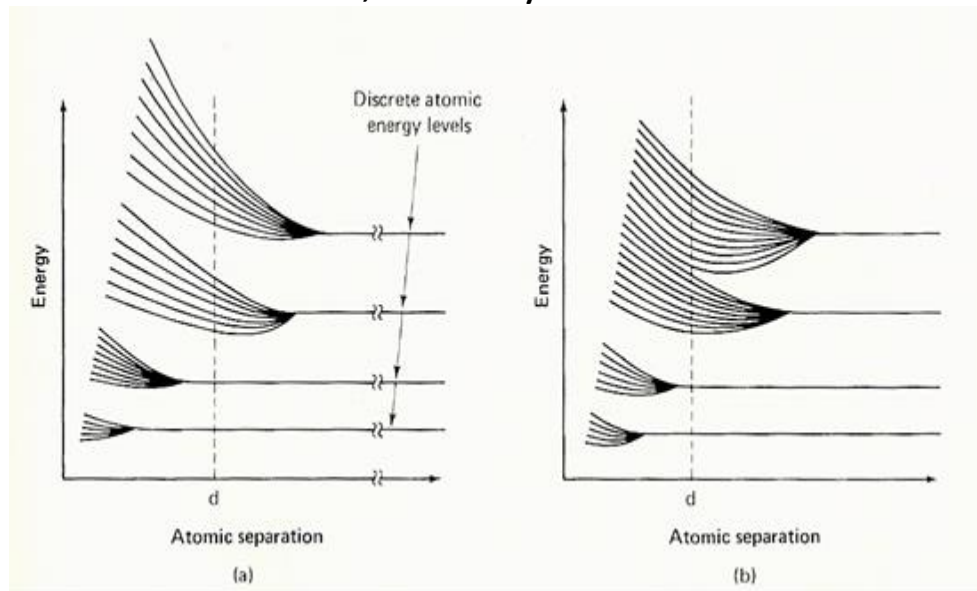 Discrete atomic
energy levels
Energy
d
Atomic separation
(a)
Energy
d
Atomic separation
(b)